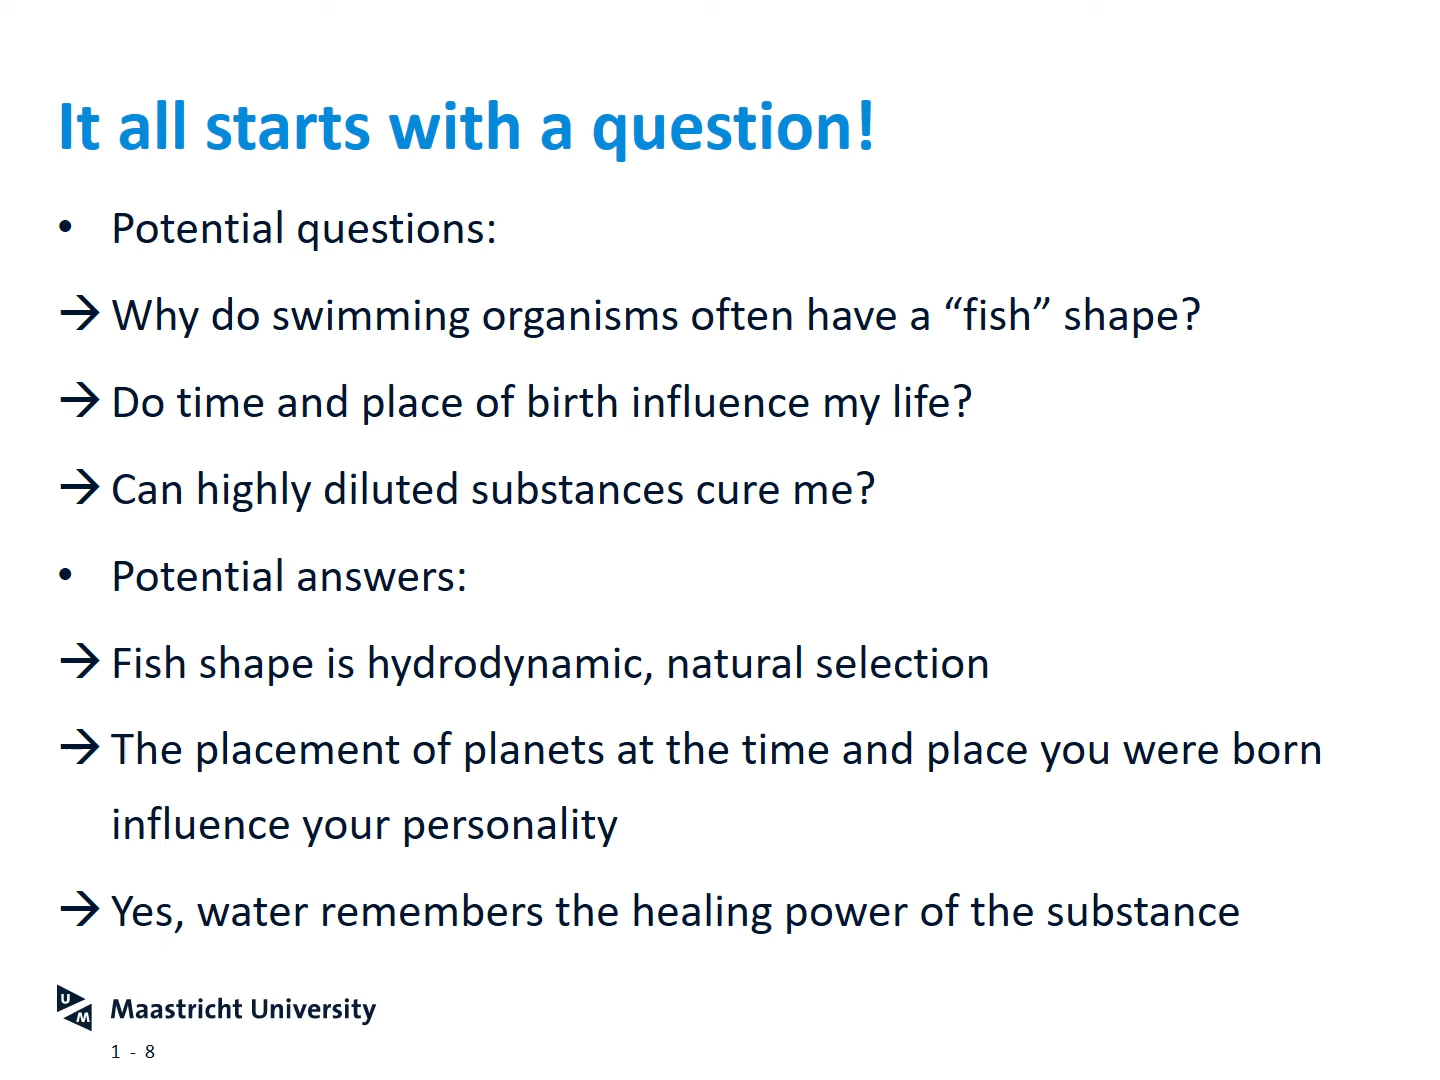 It all starts with a question!
• Potential questions:
→ Why do swimming organisms often have a “fish” shape?
→ Do time and place of birth influence my life?
→ Can highly diluted substances cure me?
• Potential answers:
→ Fish shape is hydrodynamic, natural selection
→ The placement of planets at the time and place you were born
influence your personality
→ Yes, water remembers the healing power of the substance
UM Maastricht University
1 - 8